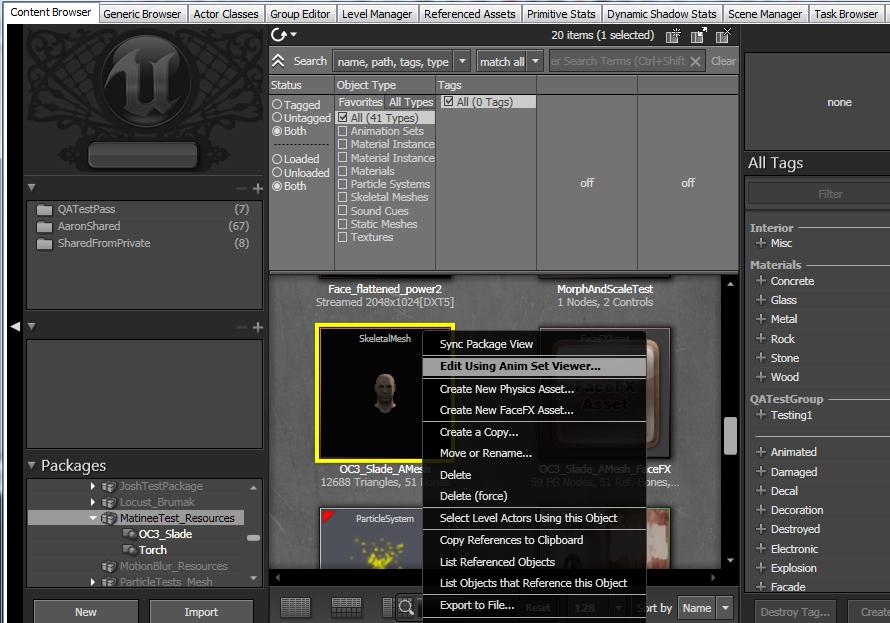 Content Browser Generic Browser Actor Classes Group Editor Level Manager Referenced Assets Primitive Stats Dynamic Shadow Stats Scene Manager Task Browser
20 items (1 selected)
Search name, path, tags, type match all er Search Terms (Ctrl+Shift Clear
Status Object Type Tags
Favorites All Types All (0 Tags)
Tagged
Untagged
Both
Loaded
Unloaded
Both
All (41 Types)
Animation Sets
Material Instance
Material Instance
Materials
Particle Systems
Skeletal Meshes
Sound Cues
Static Meshes
Textures
off off
QATestPass (7)
AaronShared (67)
SharedFromPrivate (8)
Packages
JoshTestPackage
Locust_Brumak
MatineeTest_Resources
OC3_Slade
Torch
MotionBlur_Resources
ParticleTests_Mesh
New Import
Face_flattened_power2
Streamed 2048x1024[DXT5]
MorphAndScaleTest
1 Nodes, 2 Controls
SkeletalMesh
OC3_Slade_AMesh
12688 Triangles, 51
FaceFXAsset
FaceFX
Asset
OC3_Slade_AMesh_FaceFX
59 FG Nodes, 51 Ref. Bones,...
ParticleSystem
Sync Package View
Edit Using Anim Set Viewer...
Create New Physics Asset...
Create New FaceFX Asset...
Create a Copy...
Move or Rename...
Delete
Delete (force)
Select Level Actors Using this Object
Copy References to Clipboard
List Referenced Objects
List Objects that Reference this Object
Export to File...
Reset 128 Sort by Name
none
All Tags
Filter
Interior
Misc
Materials
Concrete
Glass
Metal
Rock
Stone
Wood
QATestGroup
Testing1
Animated
Damaged
Decal
Decoration
Destroyed
Electronic
Explosion
Facade
Destroy Tag... Create